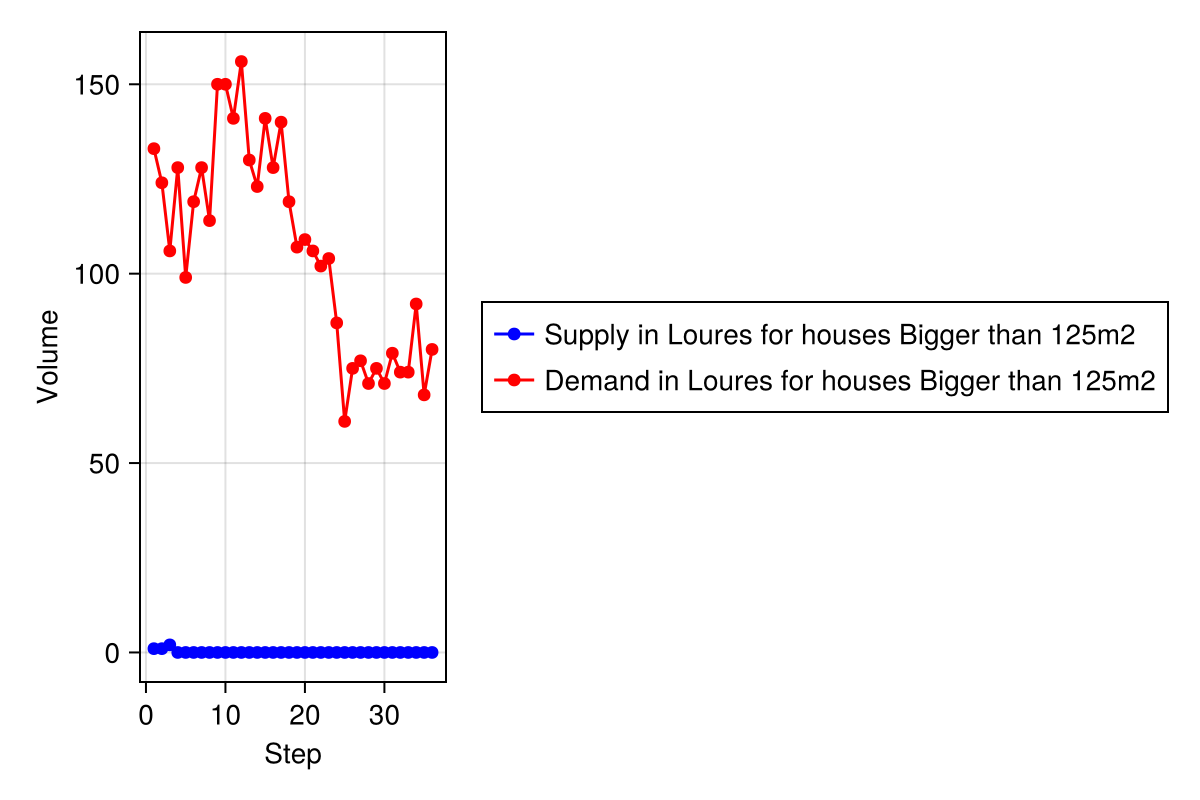 Volume
150
100
50
0
0 10 20 30
Step
Supply in Loures for houses Bigger than 125m2
Demand in Loures for houses Bigger than 125m2